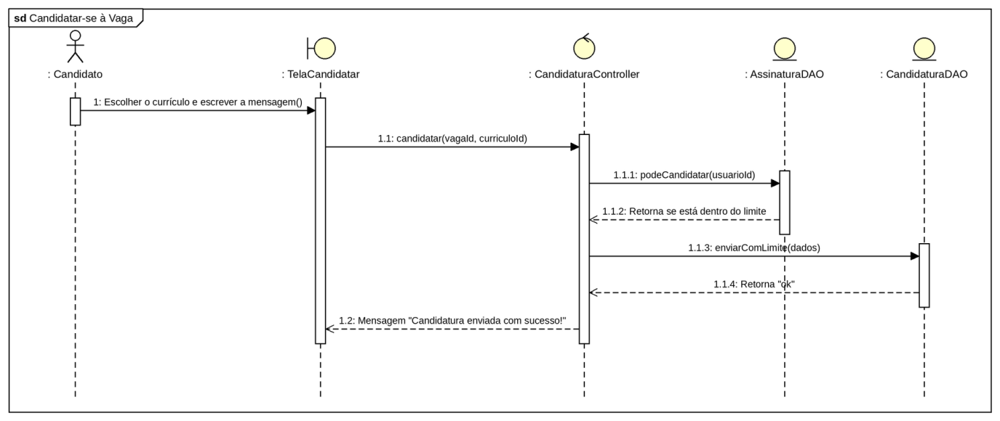 sd Candidatar-se à Vaga
: Candidato
: TelaCandidatar
: CandidaturaController
: AssinaturaDAO
: CandidaturaDAO
1: Escolher o currículo e escrever a mensagem()
1.1: candidatar(vagaId, curriculoId)
1.1.1: podeCandidatar(usuarioId)
1.1.2: Retorna se está dentro do limite
1.1.3: enviarComLimite(dados)
1.1.4: Retorna "ok"
1.2: Mensagem "Candidatura enviada com sucesso!"